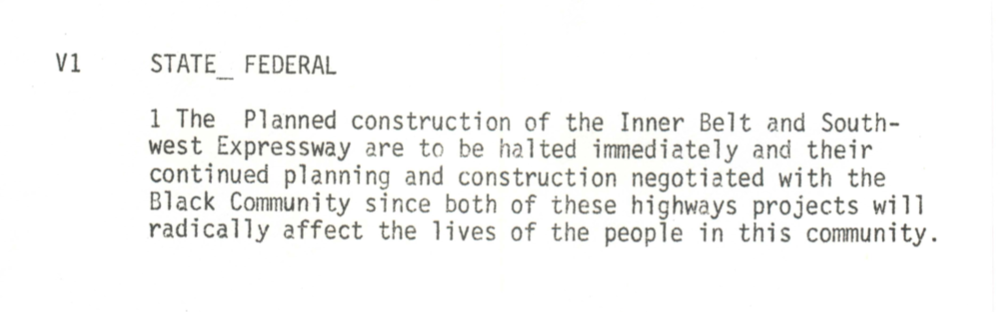 V1 STATE_ FEDERAL
1 The Planned construction of the Inner Belt and South-
west Expressway are to be halted immediately and their
continued planning and construction negotiated with the
Black Community since both of these highways projects will
radically affect the lives of the people in this community.